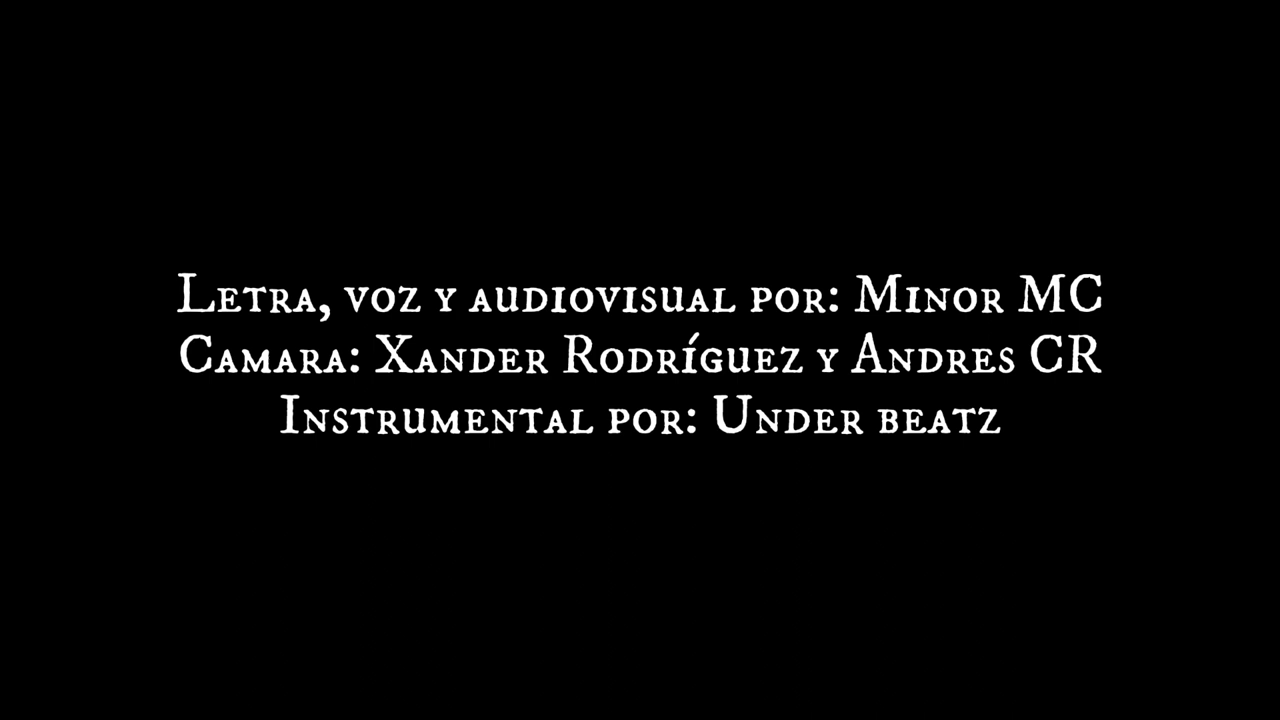 Letra, voz y audiovisual por: Minor MC
Camara: Xander Rodríguez y Andres CR
Instrumental por: Under beatz